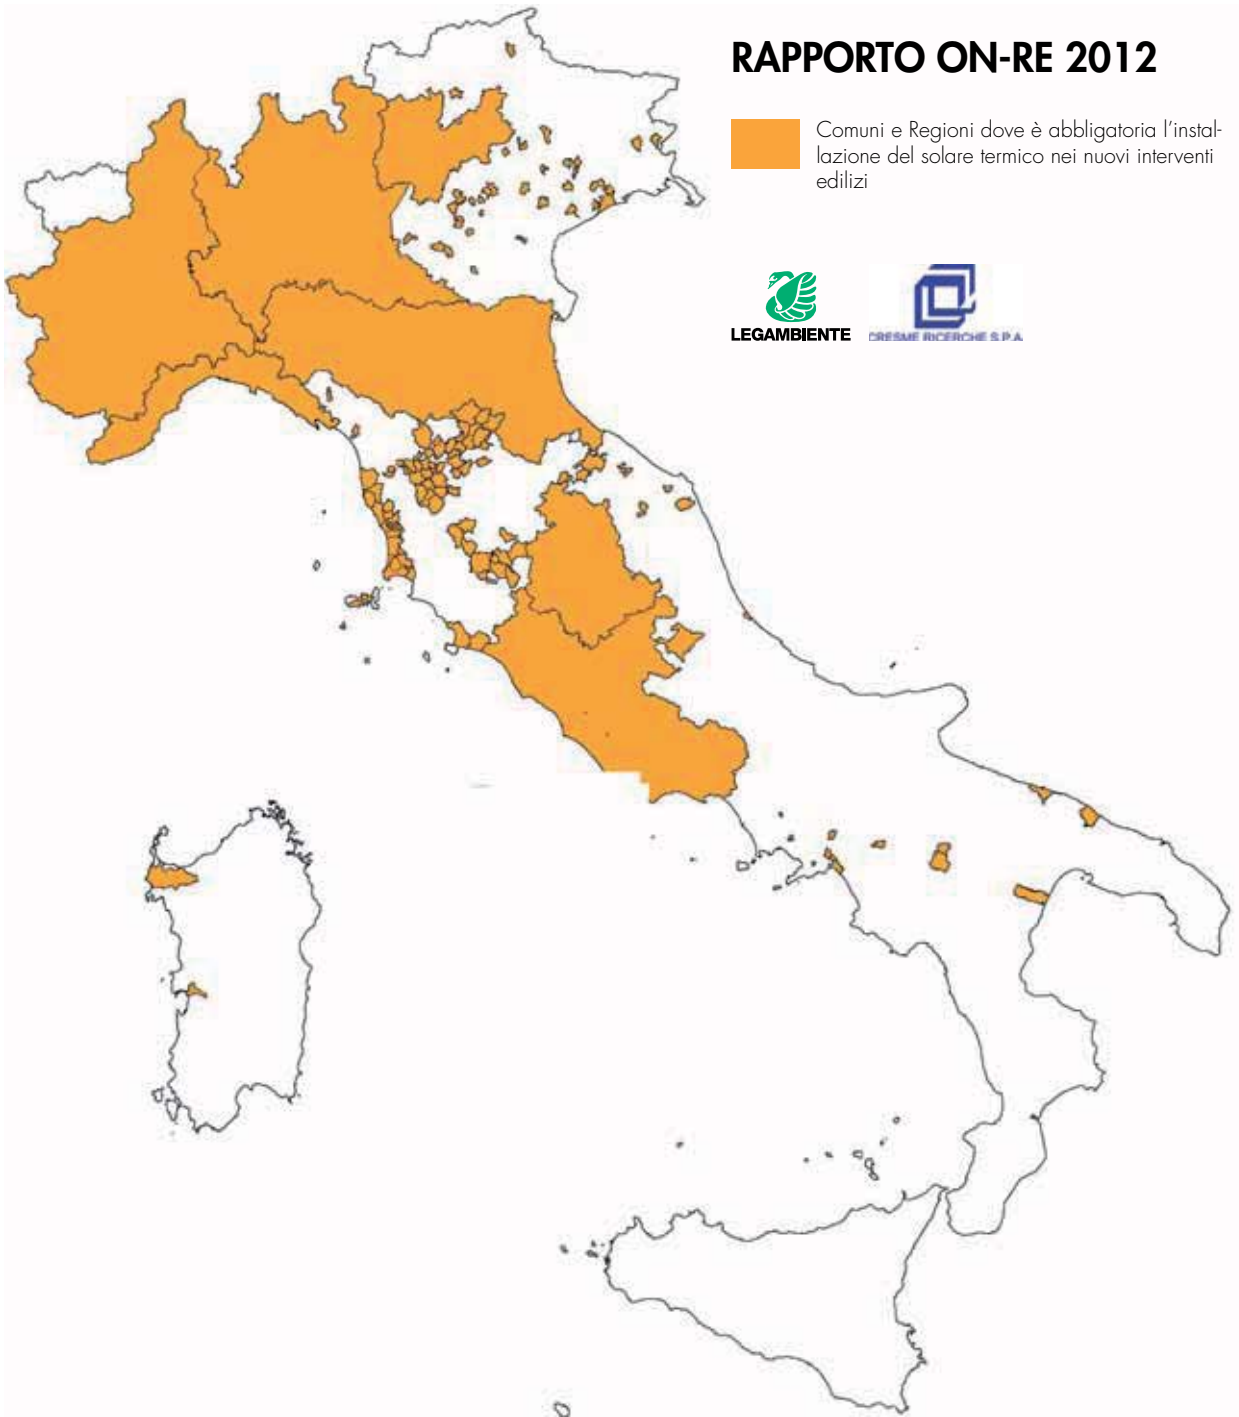 RAPPORTO ON-RE 2012
Comuni e Regioni dove è abbligatoria l'instal-
lazione del solare termico nei nuovi interventi
edilizi
LEGAMBIENTE
CRESME RICERCHE S.P.A.